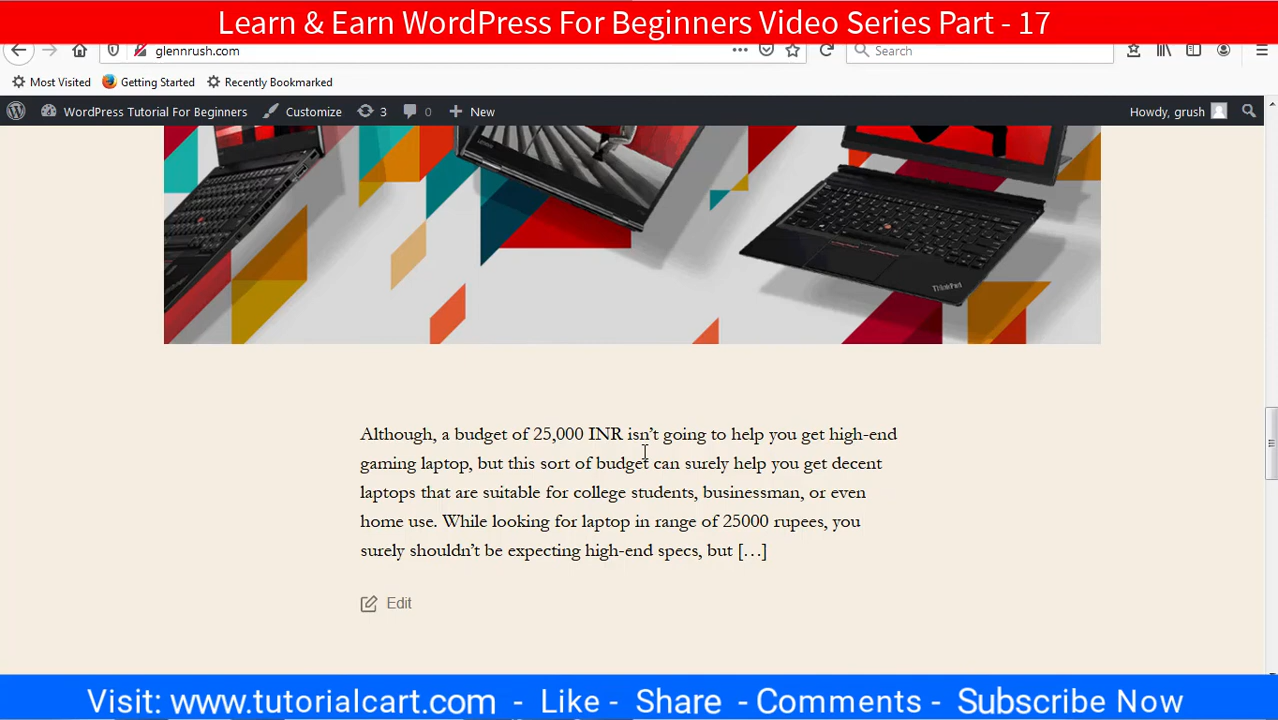 Learn & Earn WordPress For Beginners Video Series Part - 17
glennrush.com
Search
Most Visited Getting Started Recently Bookmarked
WordPress Tutorial For Beginners Customize 3 0 New Howdy, grush
ThinkPad
Although, a budget of 25,000 INR isn’t going to help you get high-end
gaming laptop, but this sort of budget can surely help you get decent
laptops that are suitable for college students, businessman, or even
home use. While looking for laptop in range of 25000 rupees, you
surely shouldn’t be expecting high-end specs, but […]
Edit
Visit: www.tutorialcart.com - Like - Share - Comments - Subscribe Now